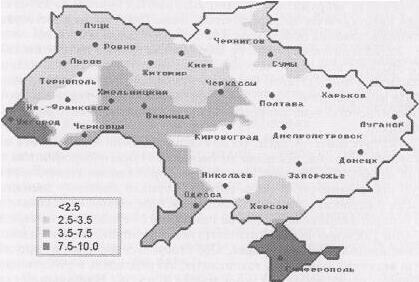 Луцк
Чернигов
Ровно
Сумы
Львов
Киев
Житомир
Тернополь
Харьков
Черкассы
Хмельницкий
Полтава
Ив.-Франковск
Винница
Луганск
Ужгород
Черновцы
Кировоград
Днепропетровск
Донецк
Николаев
Запорожье
Одесса
Херсон
<2.5
2.5-3.5
3.5-7.5
7.5-10.0
Симферополь